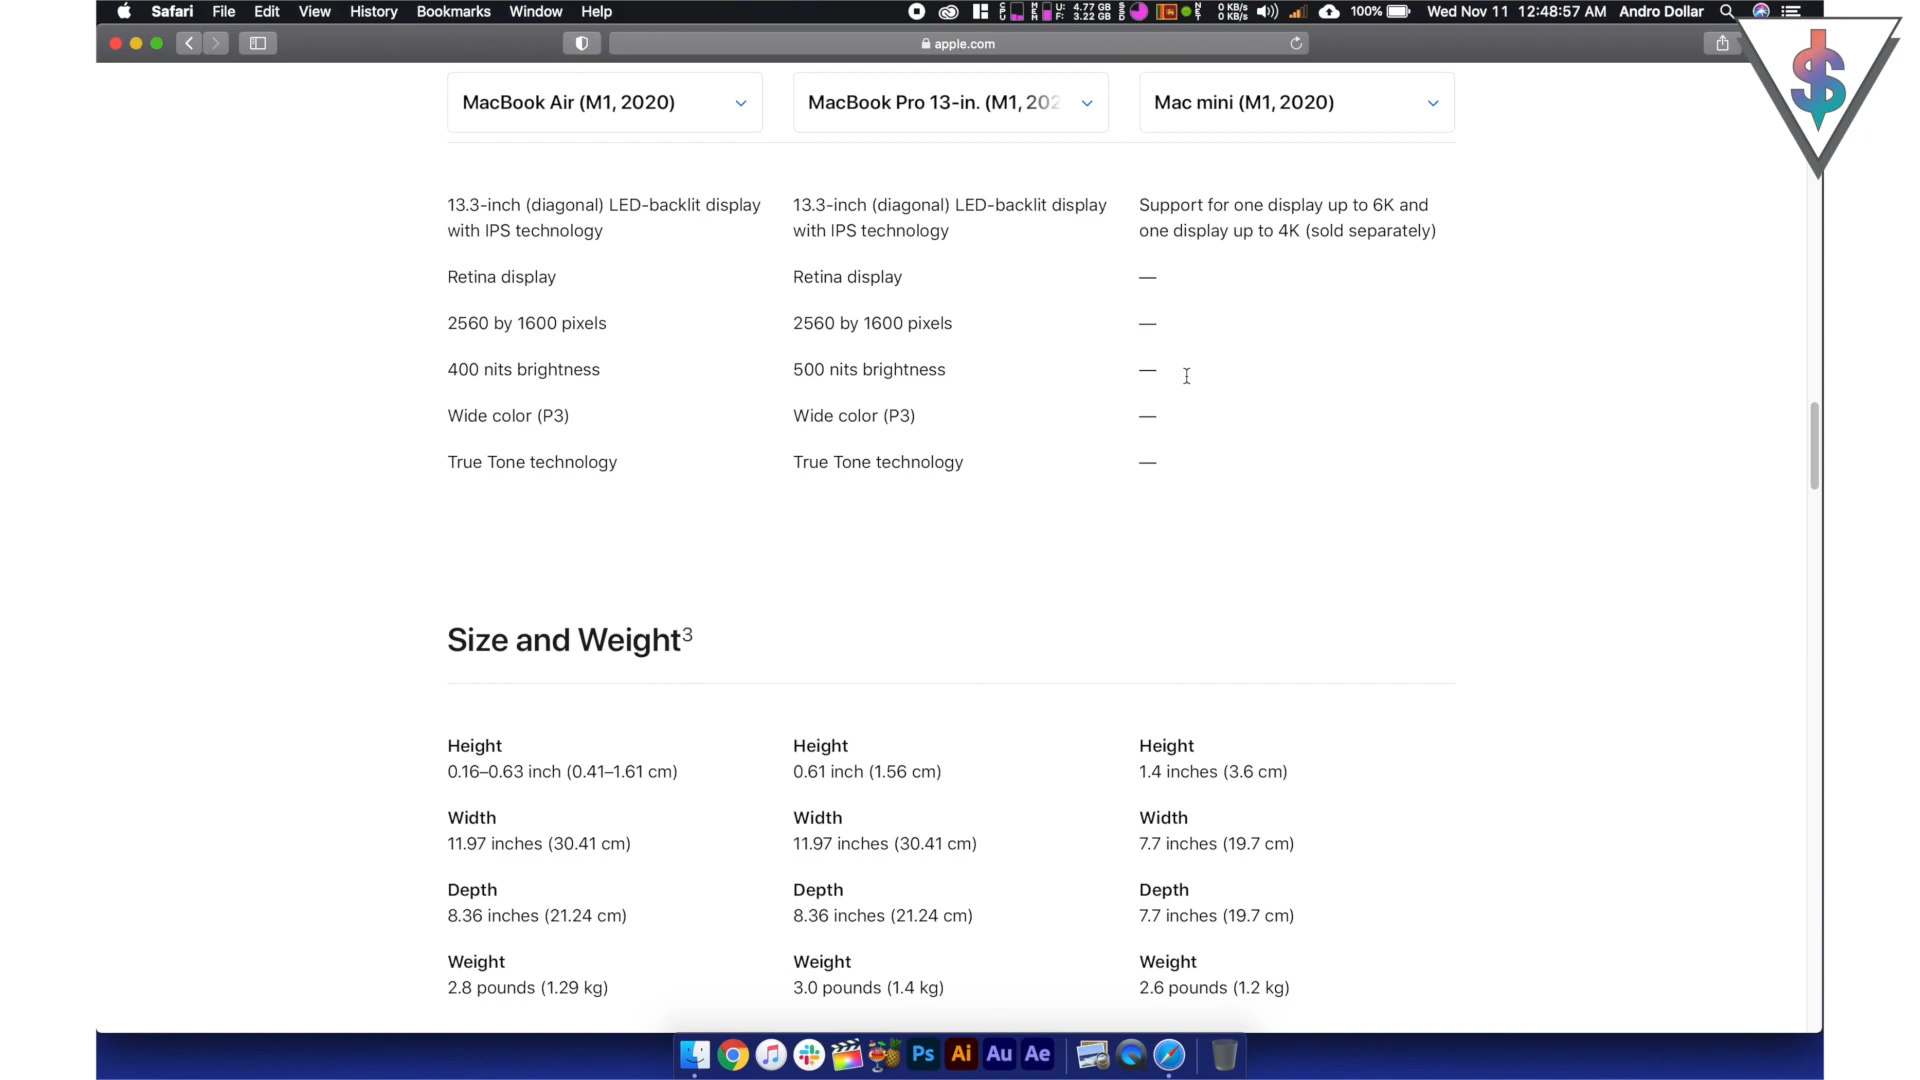 Safari File Edit View History Bookmarks Window Help
U: 4.77 GB
F: 3.22 GB
0 KB/s
0 KB/s
100%
Wed Nov 11 12:48:57 AM Andro Dollar
apple.com
MacBook Air (M1, 2020) MacBook Pro 13-in. (M1, 202 Mac mini (M1, 2020)
13.3-inch (diagonal) LED-backlit display 13.3-inch (diagonal) LED-backlit display Support for one display up to 6K and
with IPS technology with IPS technology one display up to 4K (sold separately)
Retina display Retina display —
2560 by 1600 pixels 2560 by 1600 pixels —
400 nits brightness 500 nits brightness —
Wide color (P3) Wide color (P3) —
True Tone technology True Tone technology —
Size and Weight³
Height Height Height
0.16–0.63 inch (0.41–1.61 cm) 0.61 inch (1.56 cm) 1.4 inches (3.6 cm)
Width Width Width
11.97 inches (30.41 cm) 11.97 inches (30.41 cm) 7.7 inches (19.7 cm)
Depth Depth Depth
8.36 inches (21.24 cm) 8.36 inches (21.24 cm) 7.7 inches (19.7 cm)
Weight Weight Weight
2.8 pounds (1.29 kg) 3.0 pounds (1.4 kg) 2.6 pounds (1.2 kg)
Ps Ai Au Ae
$